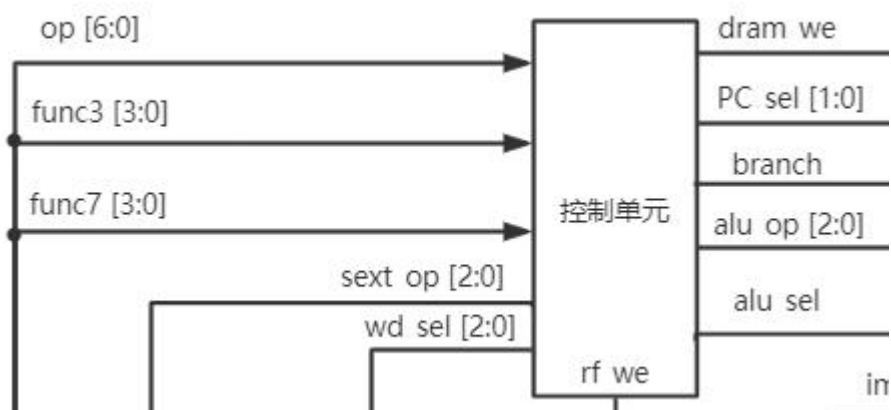 op [6:0]
func3 [3:0]
func7 [3:0]
sext op [2:0]
wd sel [2:0]
控制单元
rf we
dram we
PC sel [1:0]
branch
alu op [2:0]
alu sel
im